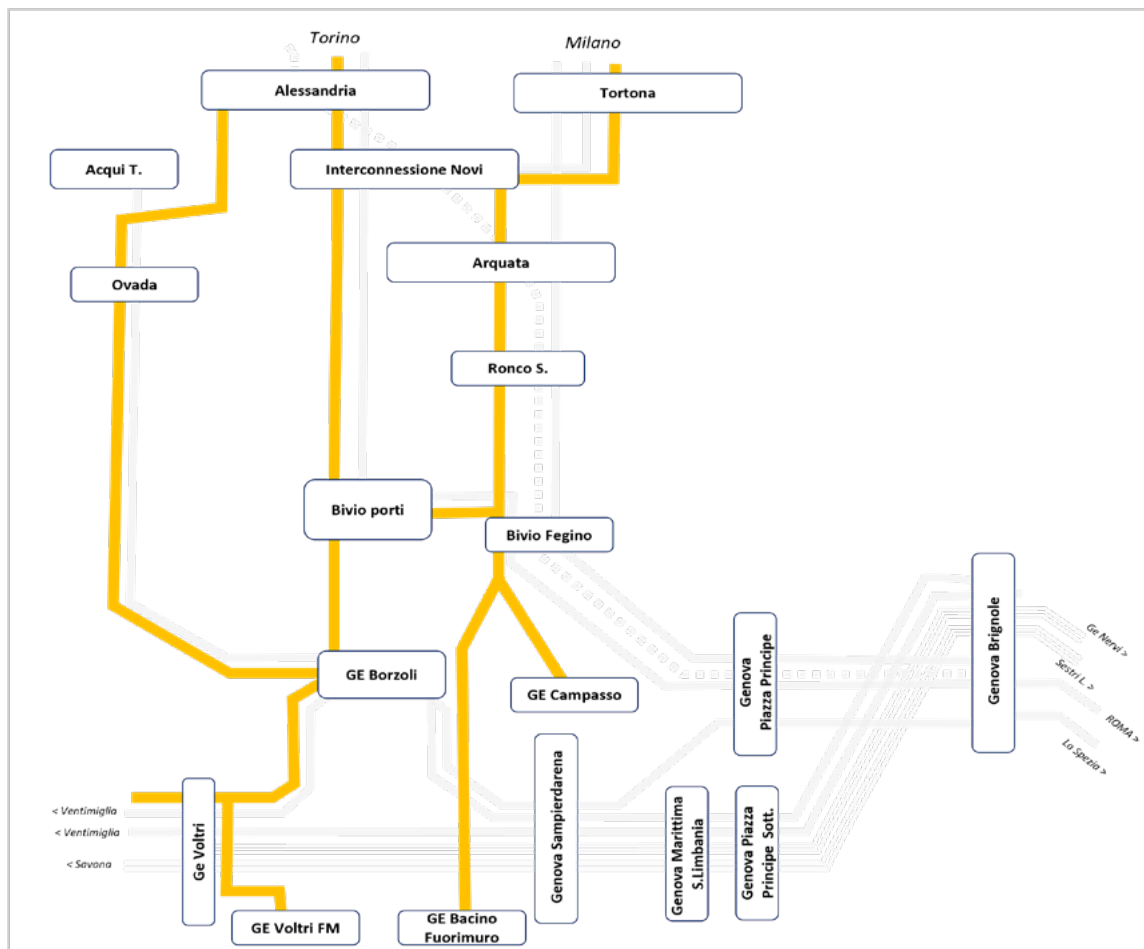 Torino
Milano
Alessandria
Tortona
Acqui T.
Interconnessione Novi
Arquata
Ovada
Ronco S.
Bivio porti
Bivio Fegino
GE Borzoli
GE Campasso
Genova
Piazza Principe
Genova Brignole
Ge Nervi >
Sestri L. >
ROMA >
La Spezia >
< Ventimiglia
< Ventimiglia
< Savona
Ge Voltri
Genova Sampierdarena
Genova Marittima
S.Limbania
Genova Piazza
Principe Sott.
GE Voltri FM
GE Bacino
Fuorimuro